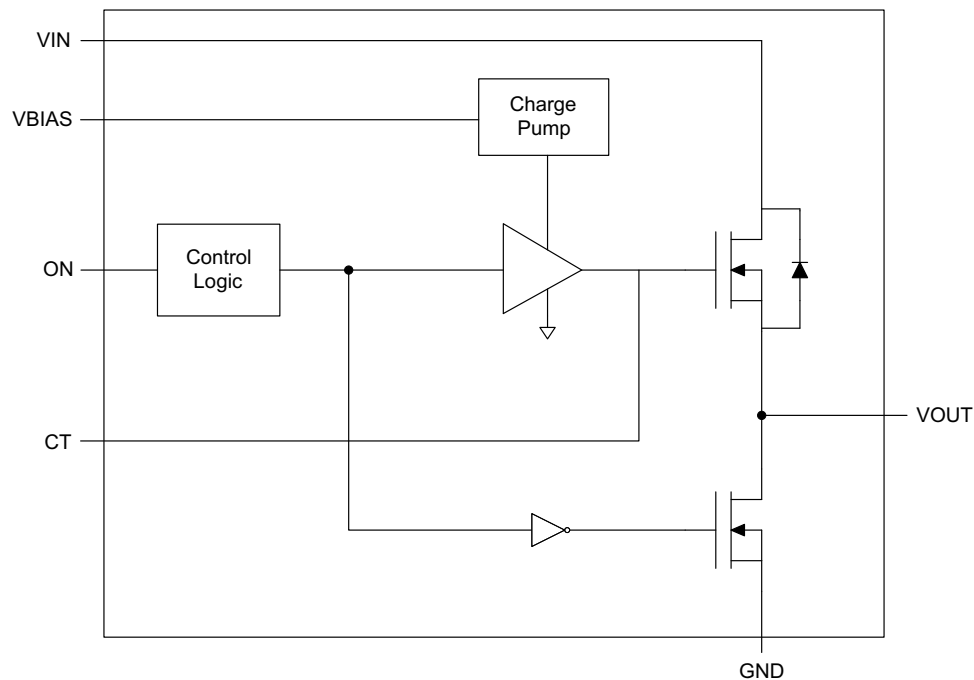 VIN
Charge
Pump
VBIAS
Control
Logic
ON
VOUT
CT
GND